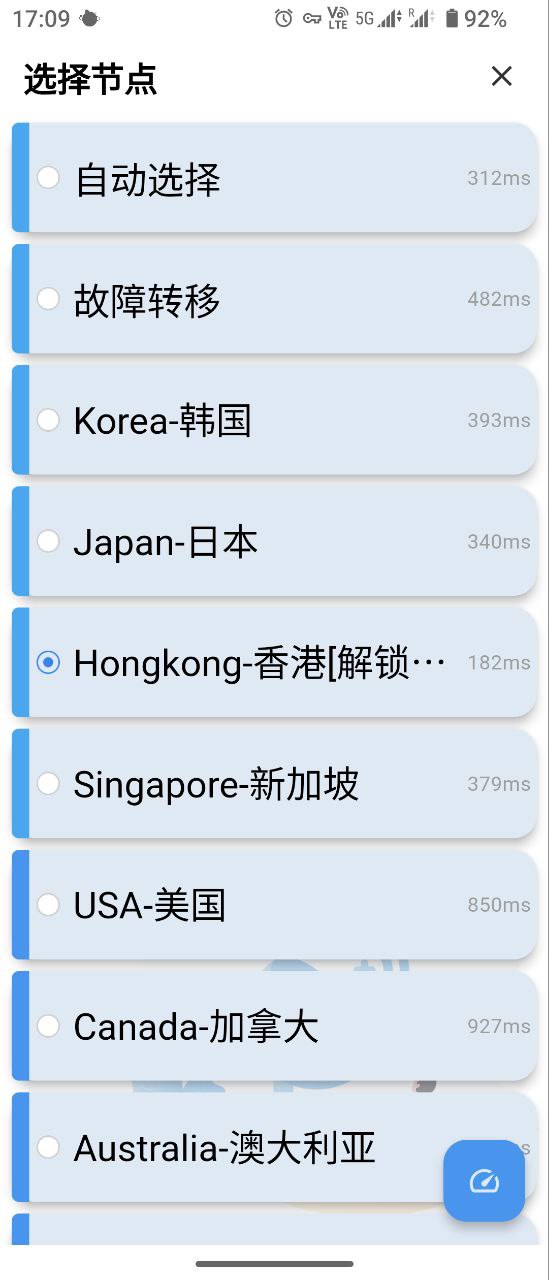 17:09 Vo LTE 5G R 92%
选择节点
自动选择 312ms
故障转移 482ms
Korea-韩国 393ms
Japan-日本 340ms
Hongkong-香港[解锁… 182ms
Singapore-新加坡 379ms
USA-美国 850ms
Canada-加拿大 927ms
Australia-澳大利亚